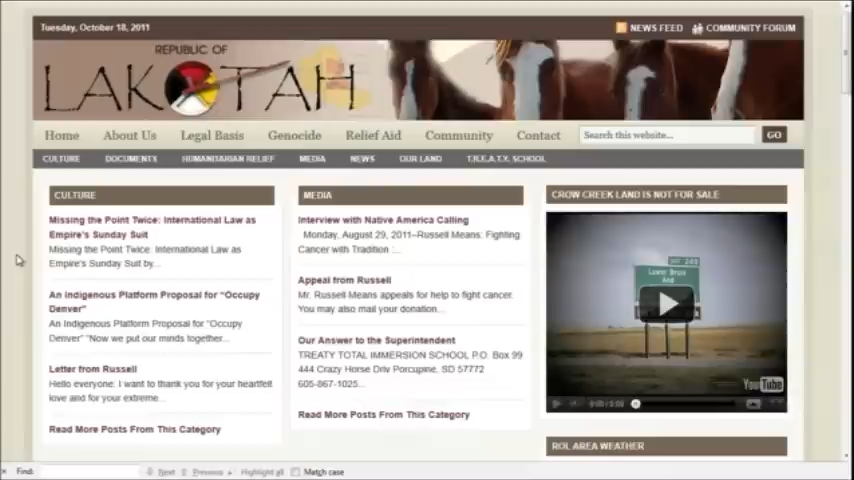 Tuesday, October 18, 2011
NEWS FEED COMMUNITY FORUM
REPUBLIC OF
LAKOTAH
Home About Us Legal Basis Genocide Relief Aid Community Contact Search this website... GO
CULTURE DOCUMENTS HUMANITARIAN RELIEF MEDIA NEWS OUR LAND T.R.E.A.T.Y. SCHOOL
CULTURE
Missing the Point Twice: International Law as
Empire's Sunday Suit
Missing the Point Twice: International Law as
Empire's Sunday Suit by...
An Indigenous Platform Proposal for "Occupy
Denver"
An Indigenous Platform Proposal for "Occupy
Denver" "Now we put our minds together...
Letter from Russell
Hello everyone: I want to thank you for your heartfelt
love and for your extreme...
Read More Posts From This Category
MEDIA
Interview with Native America Calling
Monday, August 29, 2011--Russell Means: Fighting
Cancer with Tradition :...
Appeal from Russell
Mr. Russell Means appeals for help to fight cancer.
You may also mail your donation...
Our Answer to the Superintendent
TREATY TOTAL IMMERSION SCHOOL P.O. Box 99
444 Crazy Horse Drive Porcupine, SD 57772
605-867-1025...
Read More Posts From This Category
CROW CREEK LAND IS NOT FOR SALE
Lower Brule
And
YouTube
ROL AREA WEATHER
Find: Next Previous Highlight all Match case